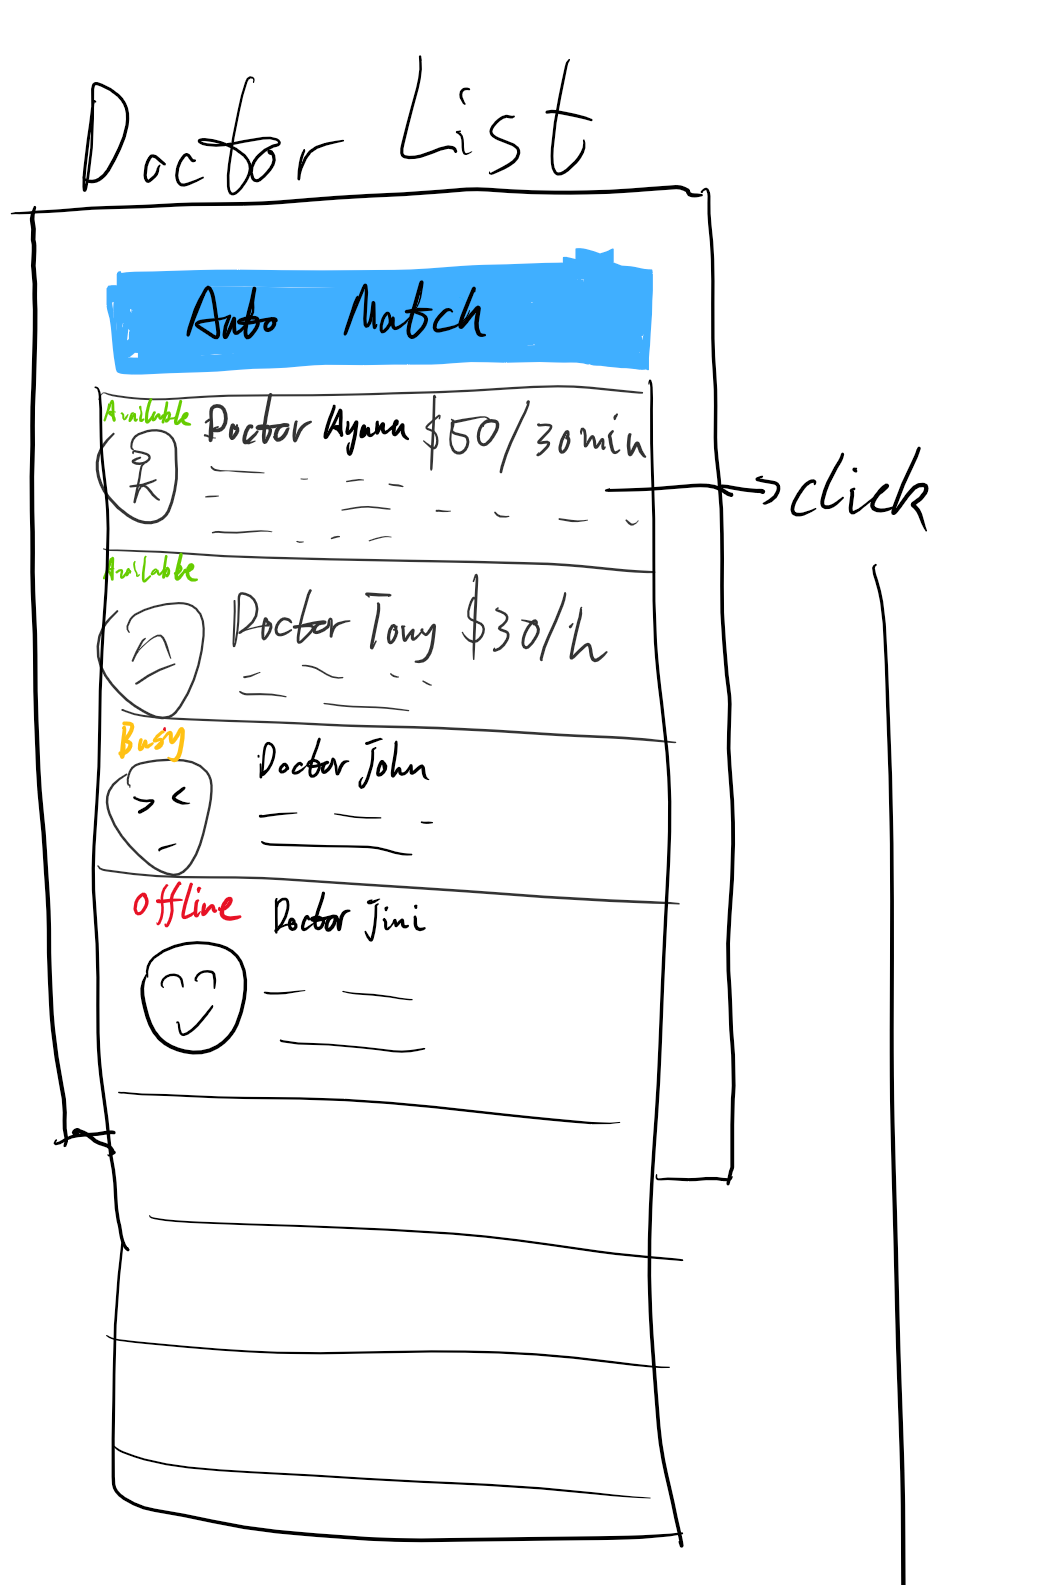 Doctor List
Auto Match
Available
Doctor Ayana $50/30min
click
Available
Doctor Tony $30/h
Busy
Doctor John
Offline
Doctor Jini